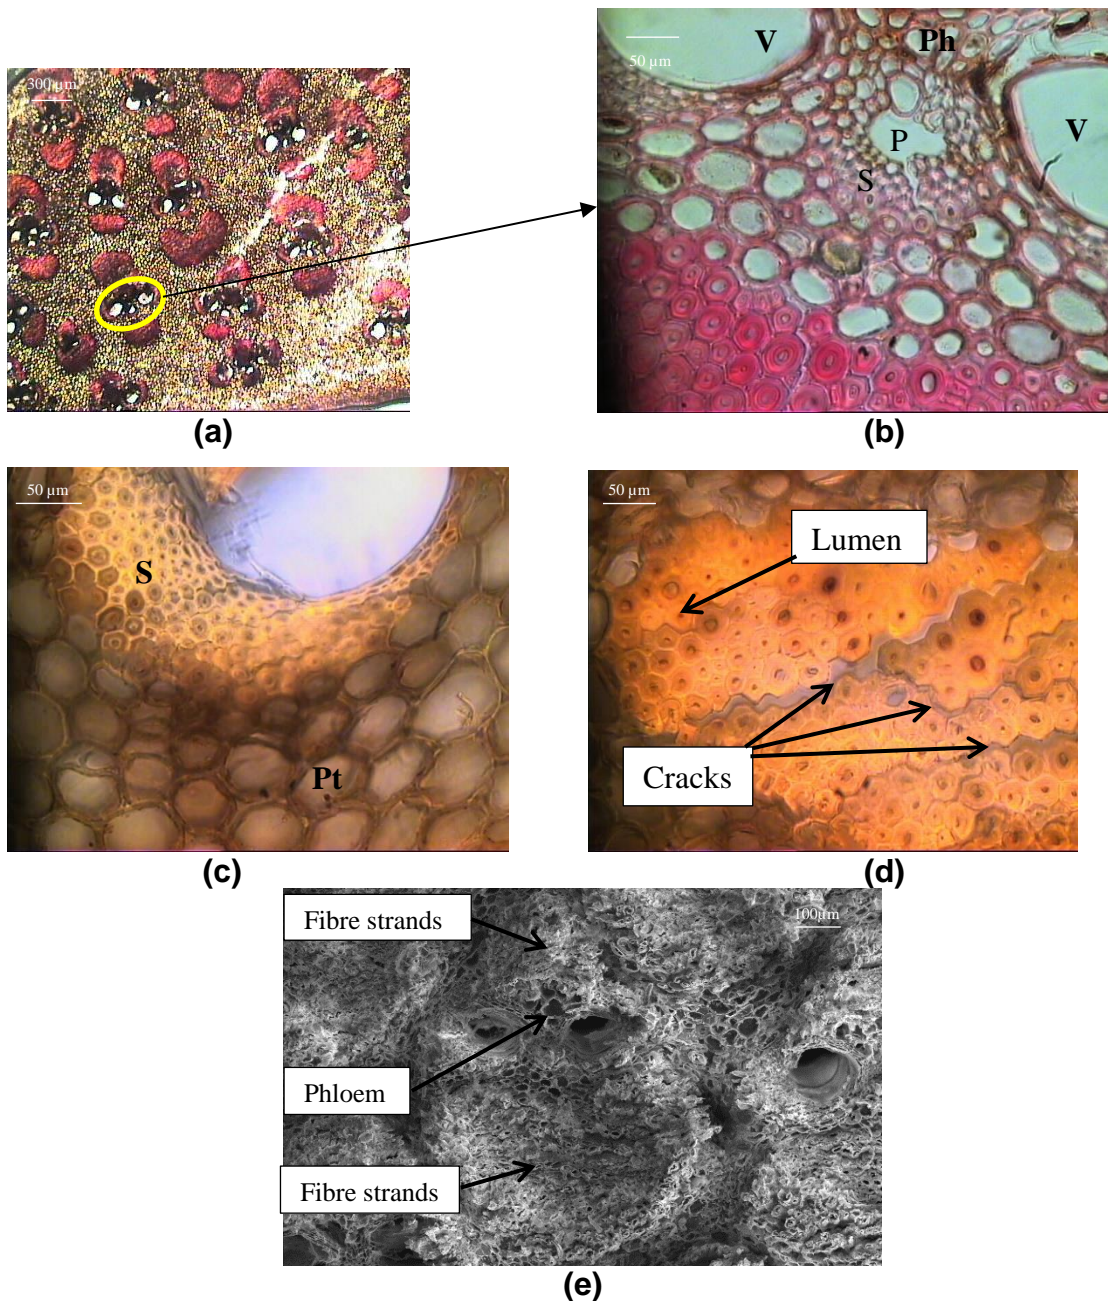 300 µm
(a)
50 µm
V
Ph
V
P
S
(b)
50 µm
S
Pt
(c)
50 µm
Lumen
Cracks
(d)
Fibre strands
100µm
Phloem
Fibre strands
(e)